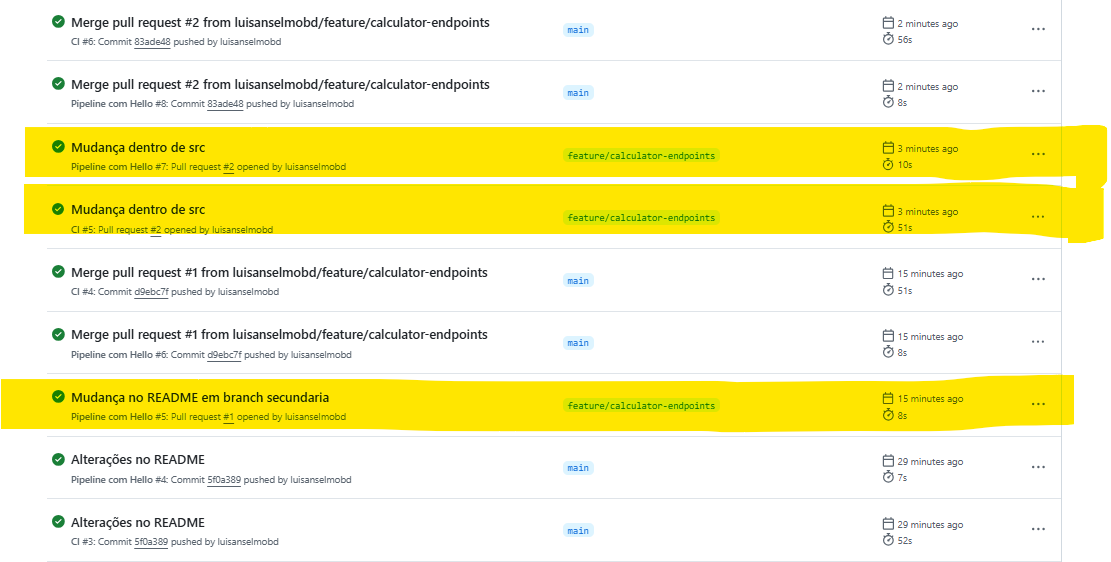 Merge pull request #2 from luisanselmobd/feature/calculator-endpoints
main
2 minutes ago
CI #6: Commit 83ade48 pushed by luisanselmobd
56s
Merge pull request #2 from luisanselmobd/feature/calculator-endpoints
main
2 minutes ago
Pipeline com Hello #8: Commit 83ade48 pushed by luisanselmobd
8s
Mudança dentro de src
feature/calculator-endpoints
3 minutes ago
Pipeline com Hello #7: Pull request #2 opened by luisanselmobd
10s
Mudança dentro de src
feature/calculator-endpoints
3 minutes ago
CI #5: Pull request #2 opened by luisanselmobd
51s
Merge pull request #1 from luisanselmobd/feature/calculator-endpoints
main
15 minutes ago
CI #4: Commit d9ebc7f pushed by luisanselmobd
51s
Merge pull request #1 from luisanselmobd/feature/calculator-endpoints
main
15 minutes ago
Pipeline com Hello #6: Commit d9ebc7f pushed by luisanselmobd
8s
Mudança no README em branch secundaria
feature/calculator-endpoints
15 minutes ago
Pipeline com Hello #5: Pull request #1 opened by luisanselmobd
8s
Alterações no README
main
29 minutes ago
Pipeline com Hello #4: Commit 5f0a389 pushed by luisanselmobd
7s
Alterações no README
main
29 minutes ago
CI #3: Commit 5f0a389 pushed by luisanselmobd
52s